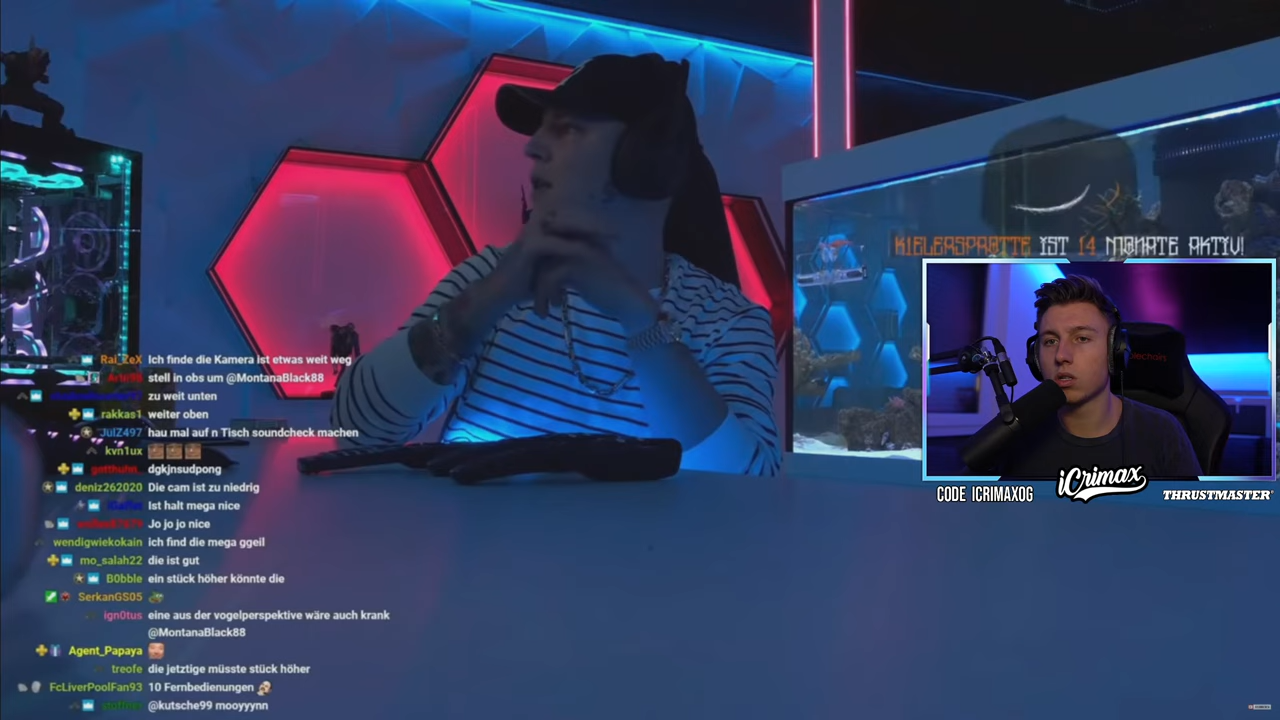 KIELERSPROTTE IST 14 MONATE AKTIV!
Rai_ZeX Ich finde die Kamera ist etwas weit weg
stell in obs um @MontanaBlack88
zu weit unten
rakkas1 weiter oben
JulZ497 hau mal auf n Tisch soundcheck machen
kvn1ux
dgkjnsudpong
deniz262020 Die cam ist zu niedrig
Ist halt mega nice
Jo jo jo nice
wendigwiekokain ich find die mega ggeil
mo_salah22 die ist gut
B0bble ein stück höher könnte die
SerkanGS05
ign0tus eine aus der vogelperspektive wäre auch krank
@MontanaBlack88
Agent_Papaya
treofe die jetztige müsste stück höher
FcLiverPoolFan93 10 Fernbedienungen
@kutsche99 mooyyynn
iCrimax
CODE ICRIMAXOG
THRUSTMASTER